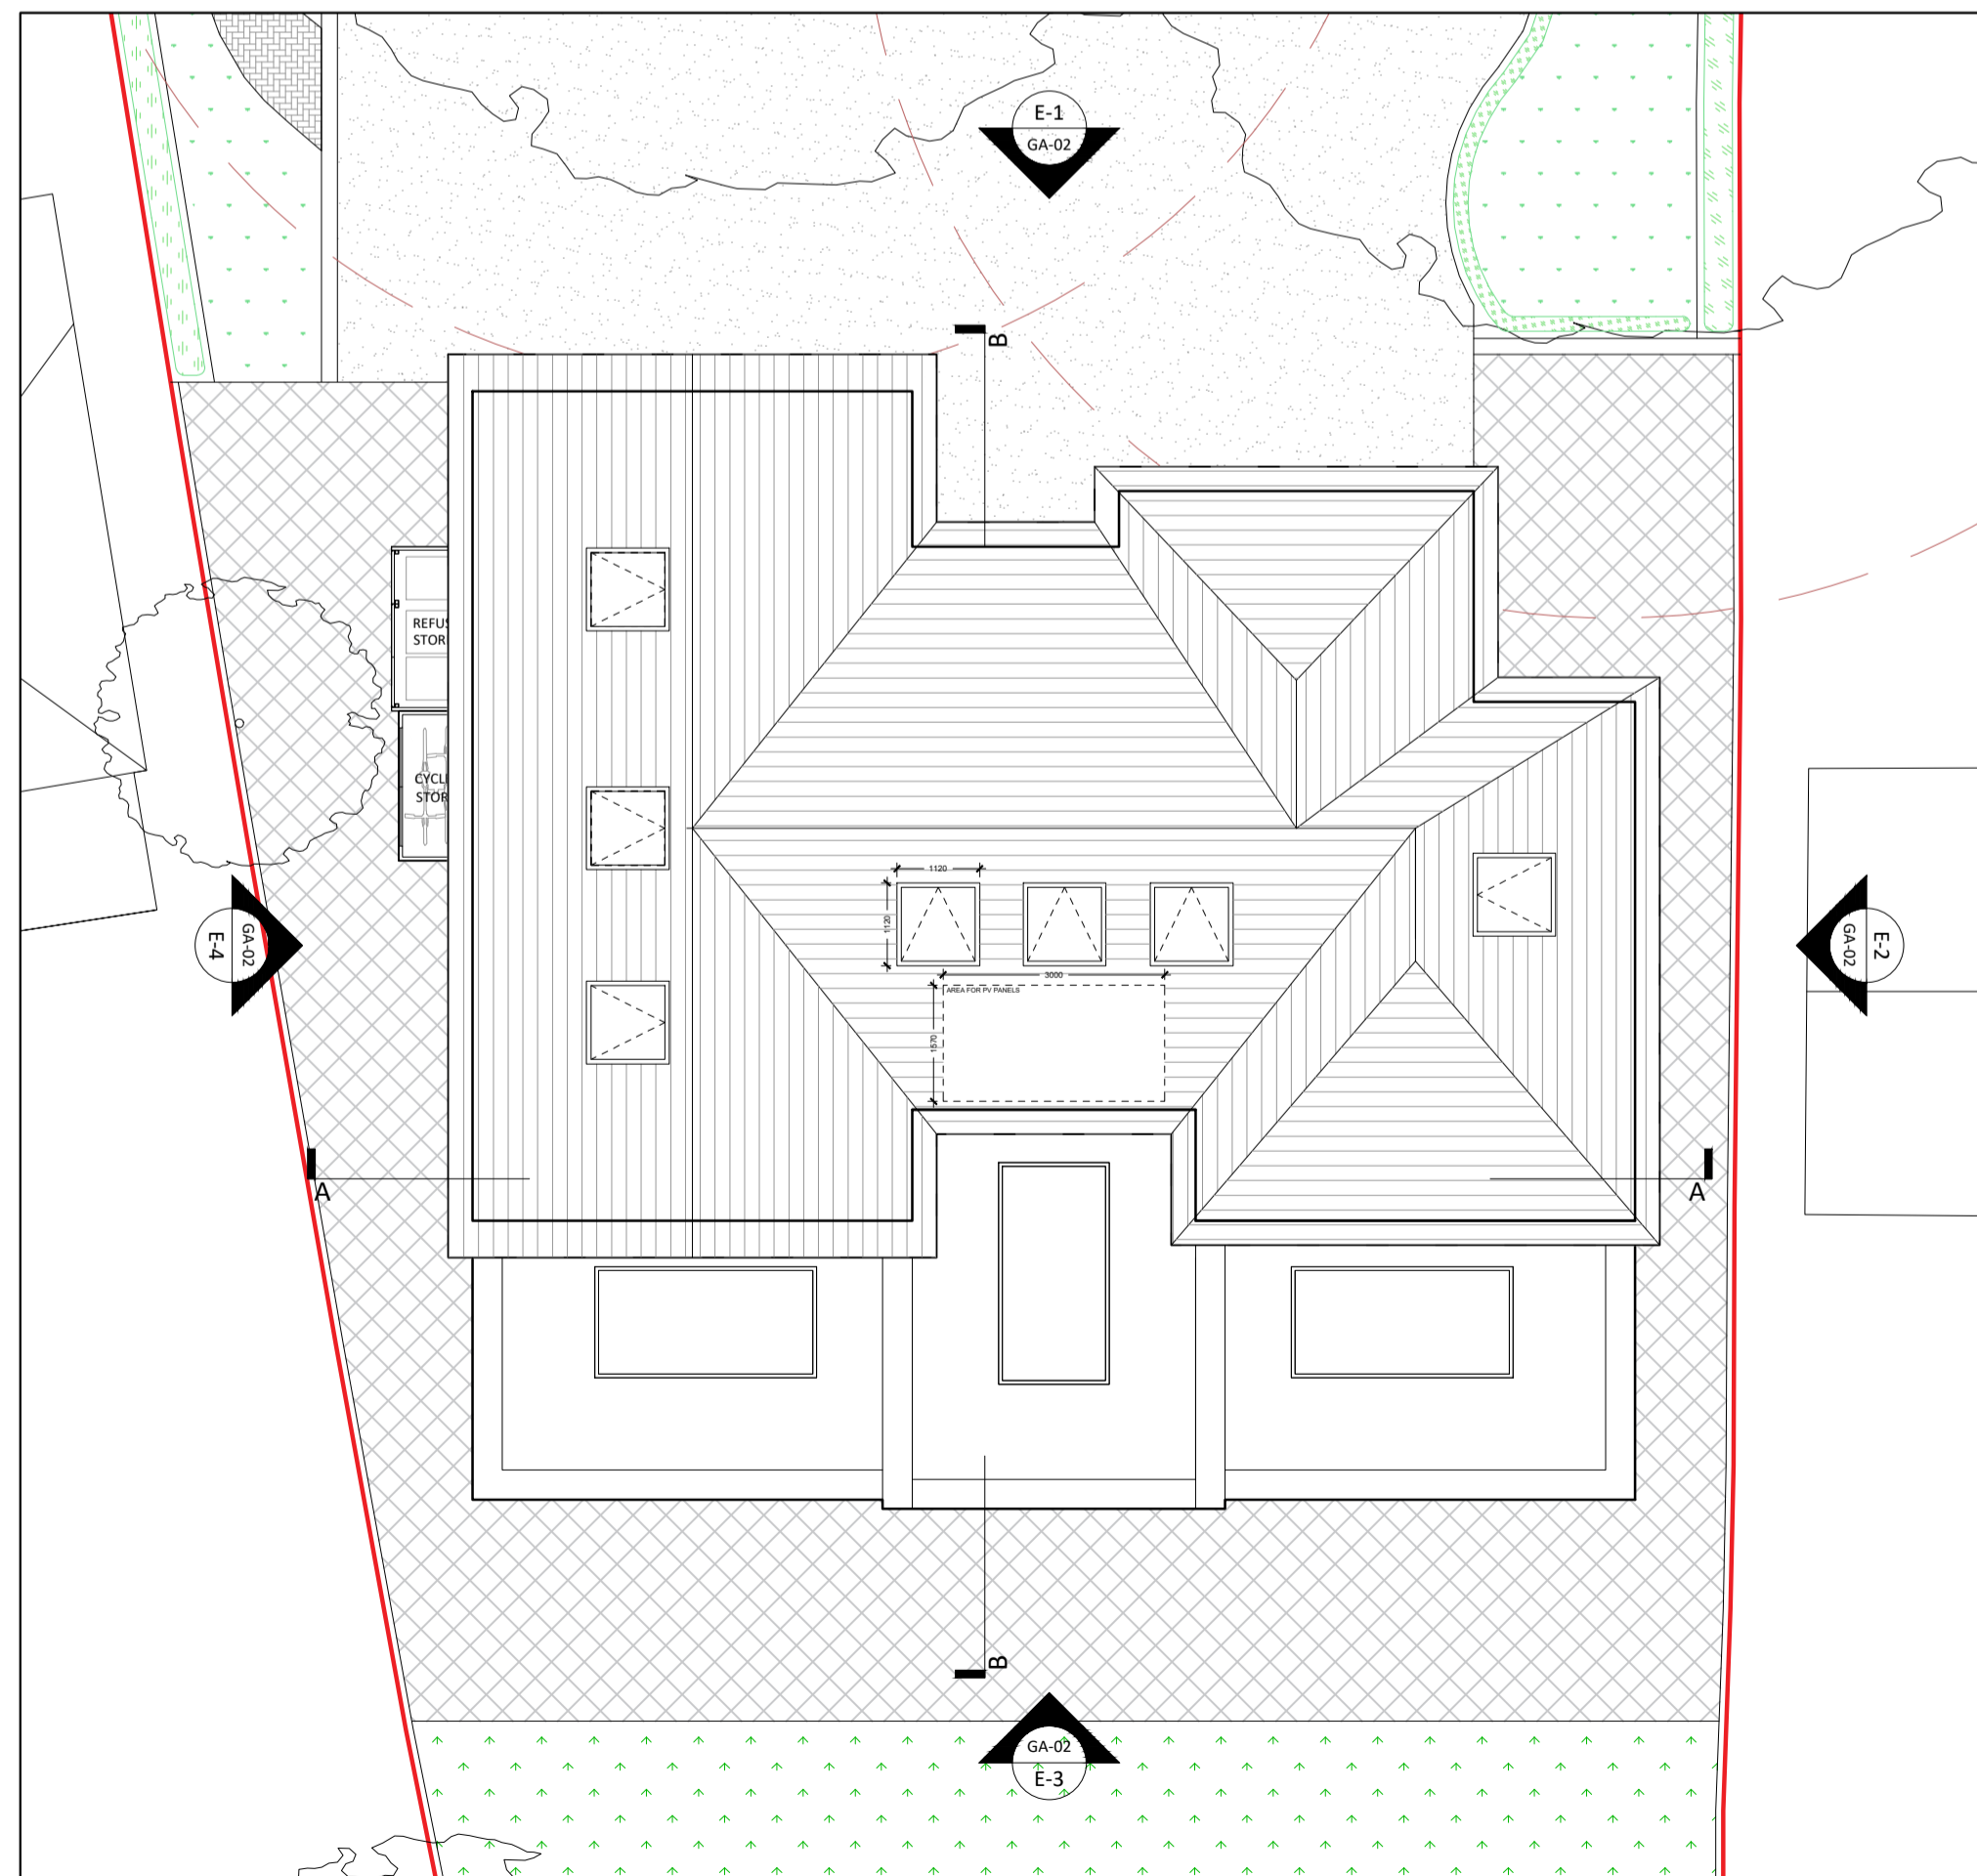 E-1
GA-02
B
REFUS
STOR
CYCL
STOR
1120
1120
E-4
GA-02
GA-02
E-2
3000
AREA FOR PV PANELS
1570
A
A
B
GA-02
E-3